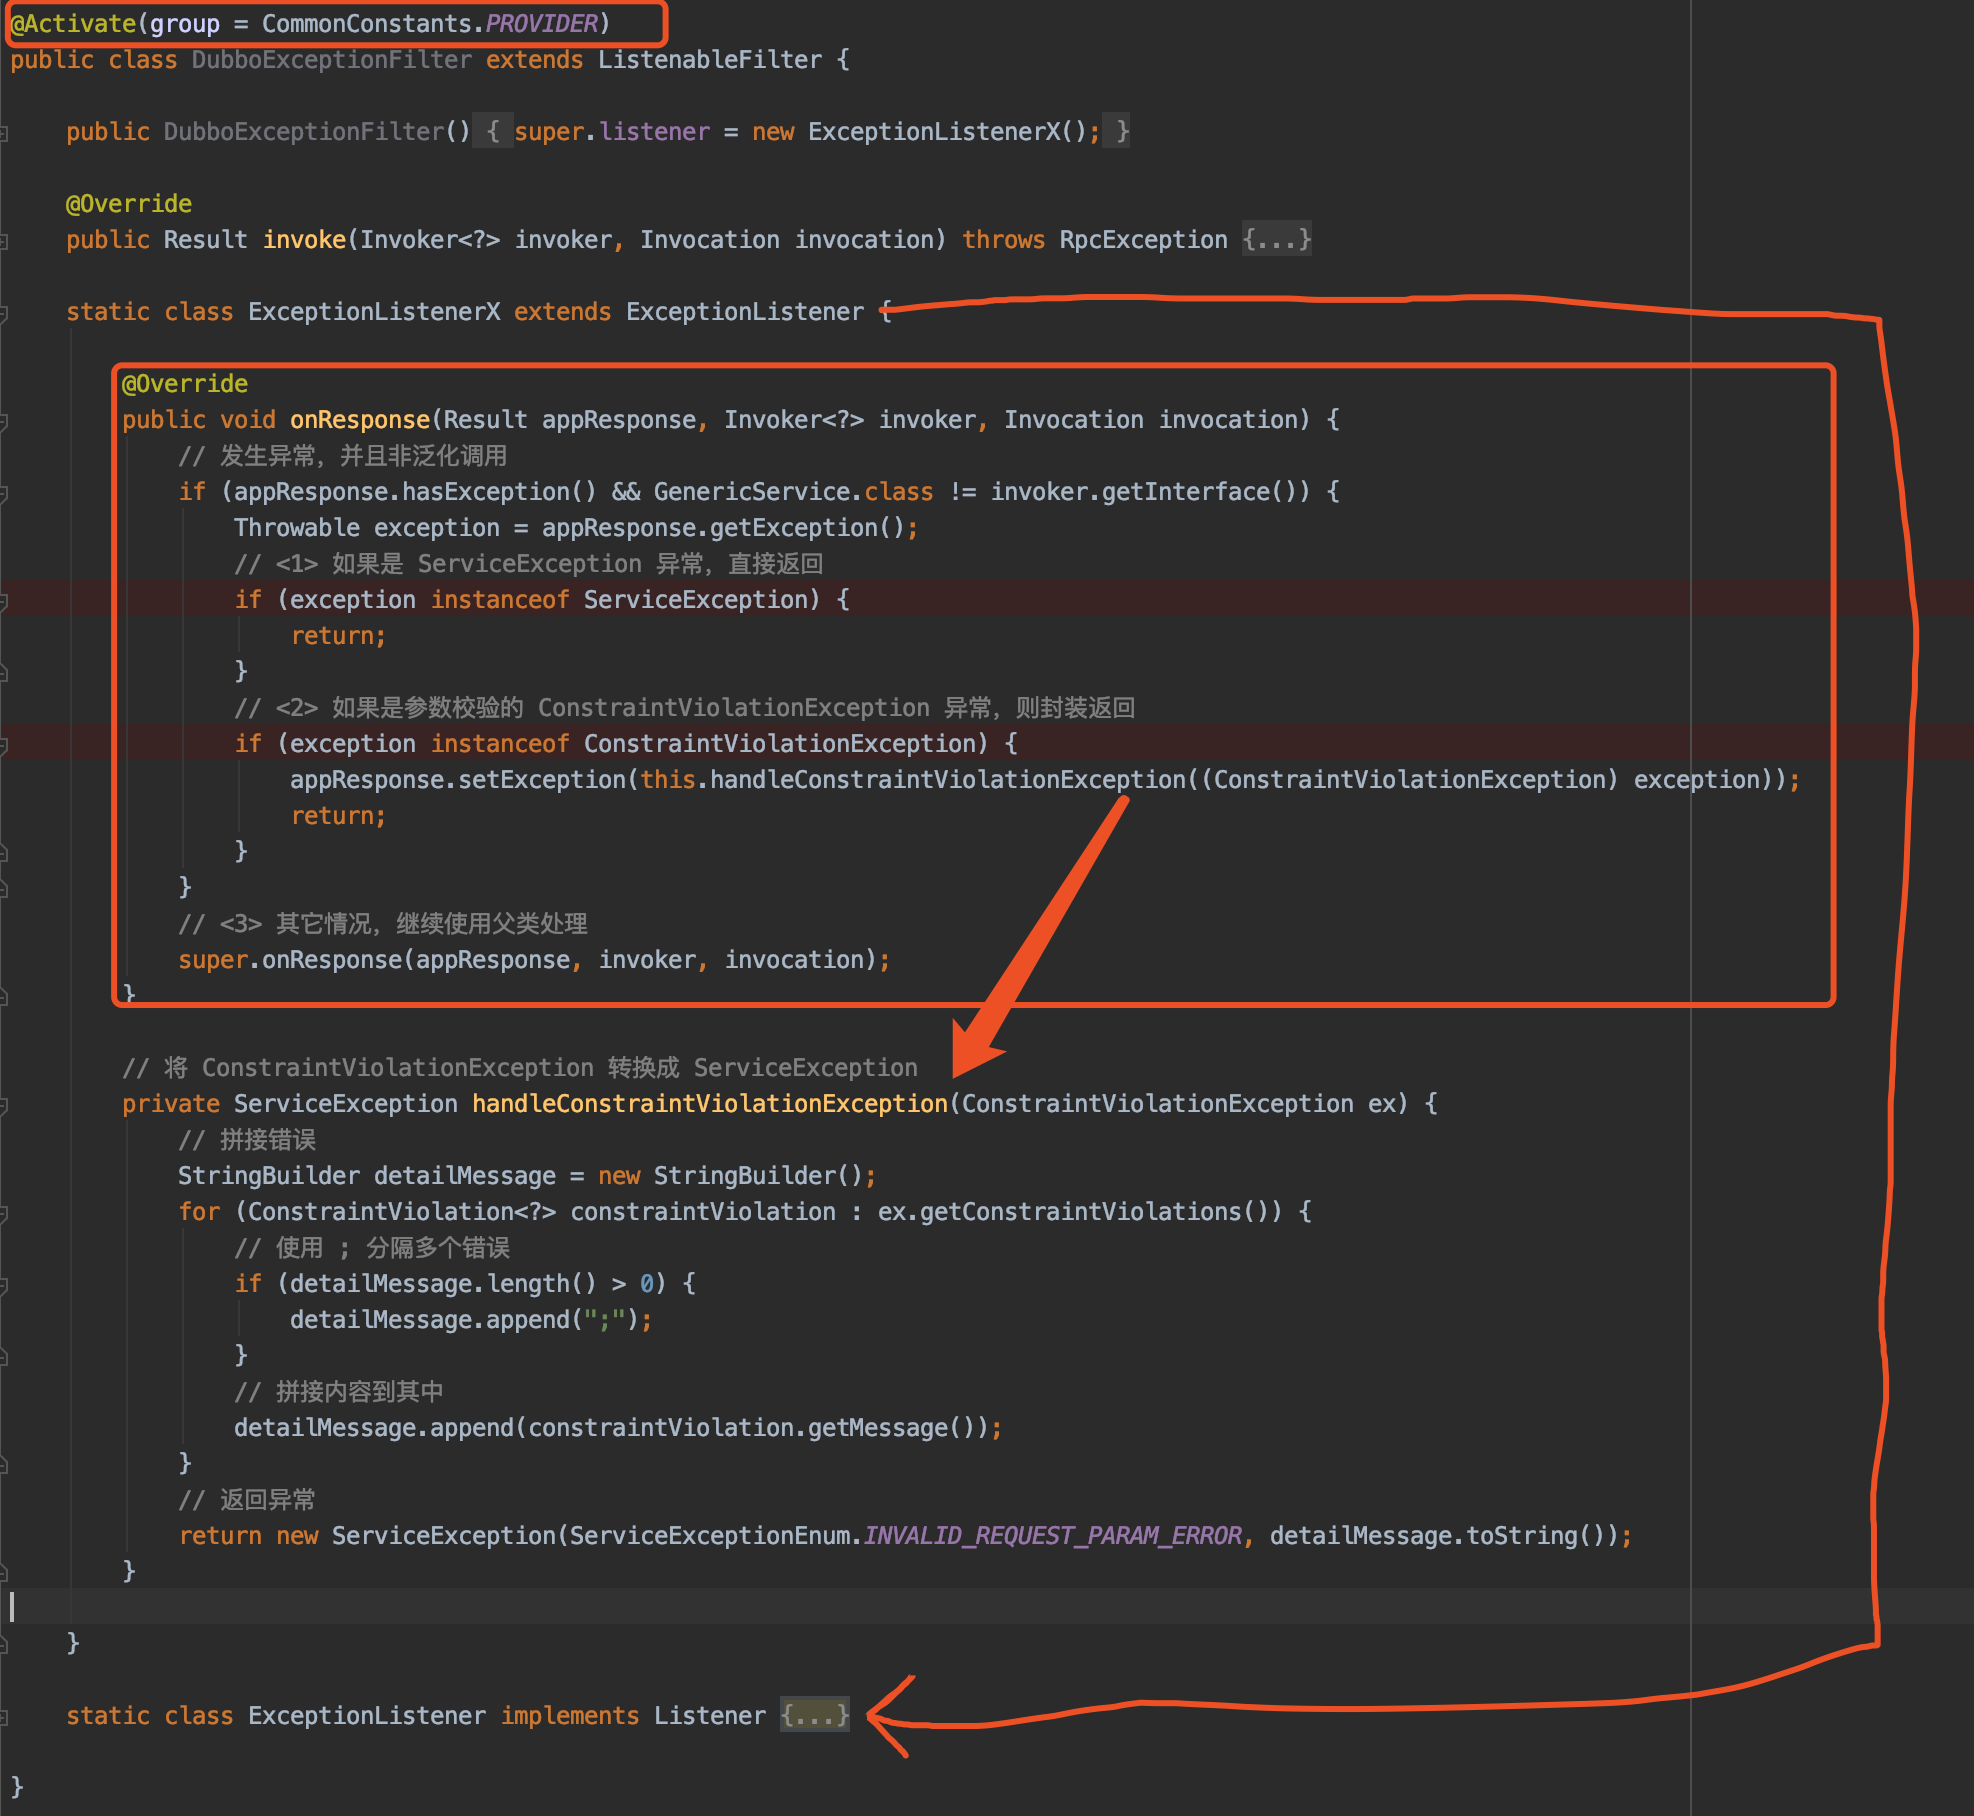 @Activate(group = CommonConstants.PROVIDER)
public class DubboExceptionFilter extends ListenableFilter {
public DubboExceptionFilter() { super.listener = new ExceptionListenerX(); }
@Override
public Result invoke(Invoker<?> invoker, Invocation invocation) throws RpcException {...}
static class ExceptionListenerX extends ExceptionListener {
@Override
public void onResponse(Result appResponse, Invoker<?> invoker, Invocation invocation) {
// 发生异常，并且非泛化调用
if (appResponse.hasException() && GenericService.class != invoker.getInterface()) {
Throwable exception = appResponse.getException();
// <1> 如果是 ServiceException 异常，直接返回
if (exception instanceof ServiceException) {
return;
}
// <2> 如果是参数校验的 ConstraintViolationException 异常，则封装返回
if (exception instanceof ConstraintViolationException) {
appResponse.setException(this.handleConstraintViolationException((ConstraintViolationException) exception));
return;
}
}
// <3> 其它情况，继续使用父类处理
super.onResponse(appResponse, invoker, invocation);
}
// 将 ConstraintViolationException 转换成 ServiceException
private ServiceException handleConstraintViolationException(ConstraintViolationException ex) {
// 拼接错误
StringBuilder detailMessage = new StringBuilder();
for (ConstraintViolation<?> constraintViolation : ex.getConstraintViolations()) {
// 使用 ; 分隔多个错误
if (detailMessage.length() > 0) {
detailMessage.append(";");
}
// 拼接内容到其中
detailMessage.append(constraintViolation.getMessage());
}
// 返回异常
return new ServiceException(ServiceExceptionEnum.INVALID_REQUEST_PARAM_ERROR, detailMessage.toString());
}
}
static class ExceptionListener implements Listener {...}
}